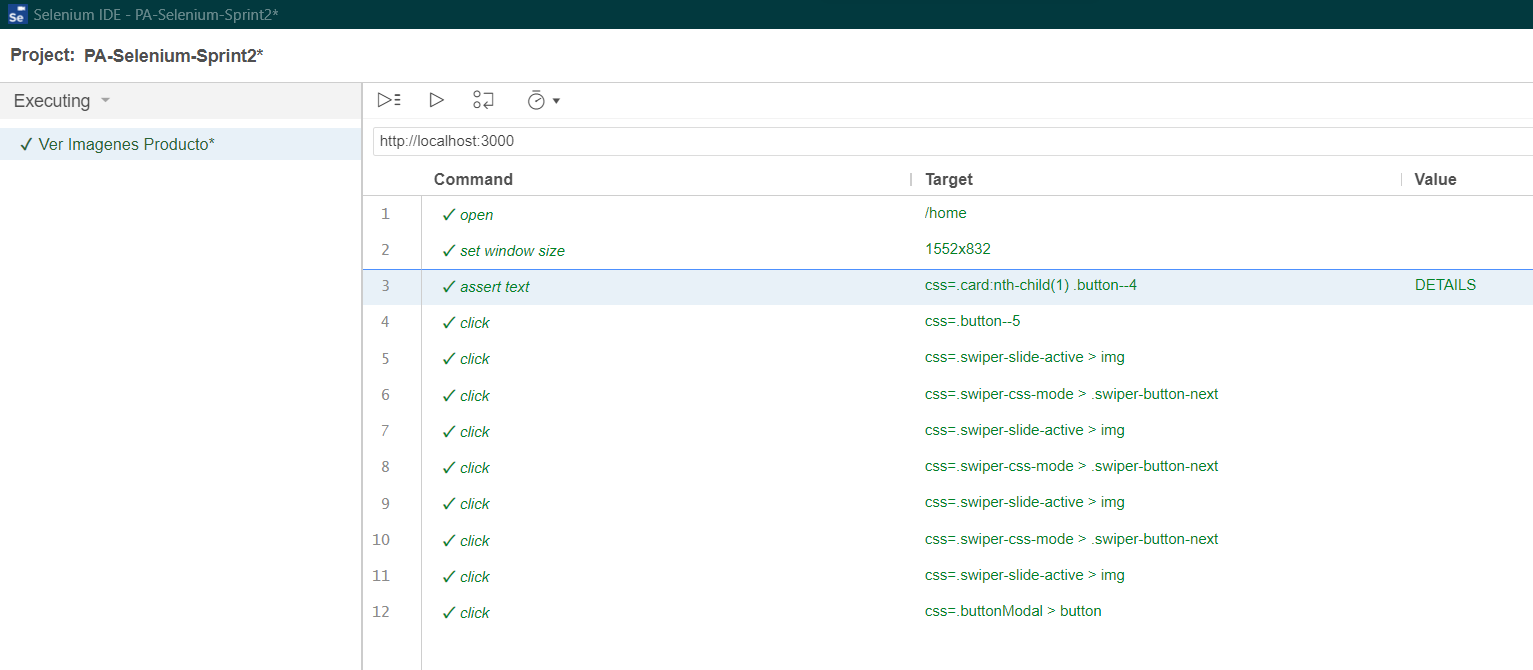 Se Selenium IDE - PA-Selenium-Sprint2*
Project: PA-Selenium-Sprint2*
Executing
✓ Ver Imagenes Producto*
http://localhost:3000
Command Target Value
1 ✓ open /home
2 ✓ set window size 1552x832
3 ✓ assert text css=.card:nth-child(1) .button--4 DETAILS
4 ✓ click css=.button--5
5 ✓ click css=.swiper-slide-active > img
6 ✓ click css=.swiper-css-mode > .swiper-button-next
7 ✓ click css=.swiper-slide-active > img
8 ✓ click css=.swiper-css-mode > .swiper-button-next
9 ✓ click css=.swiper-slide-active > img
10 ✓ click css=.swiper-css-mode > .swiper-button-next
11 ✓ click css=.swiper-slide-active > img
12 ✓ click css=.buttonModal > button